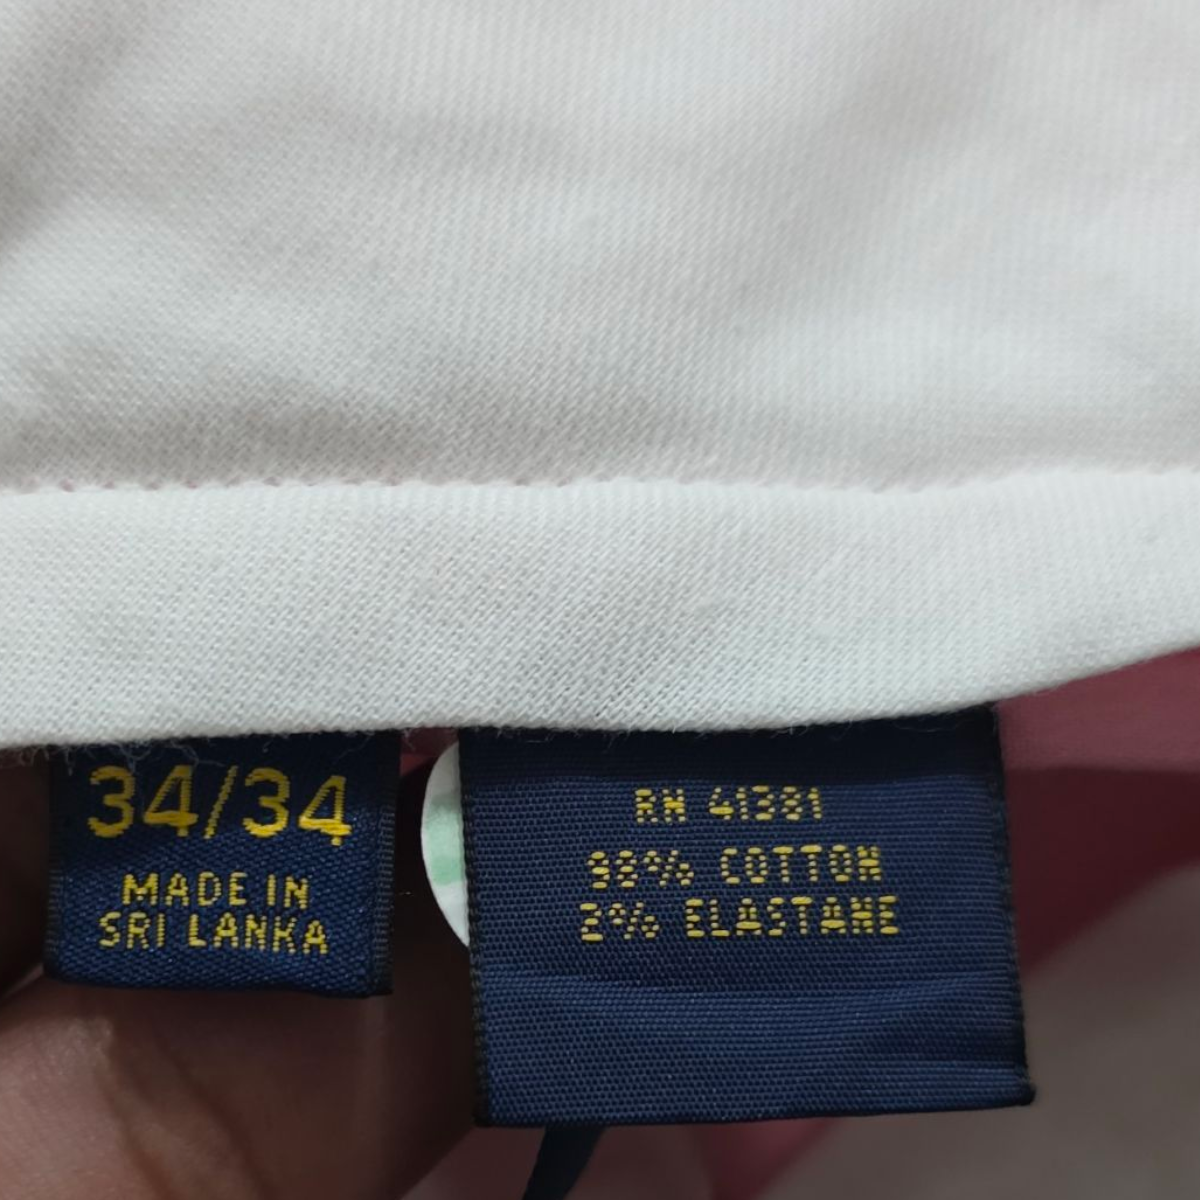 34/34
MADE IN
SRI LANKA
RN 41381
98% COTTON
2% ELASTANE